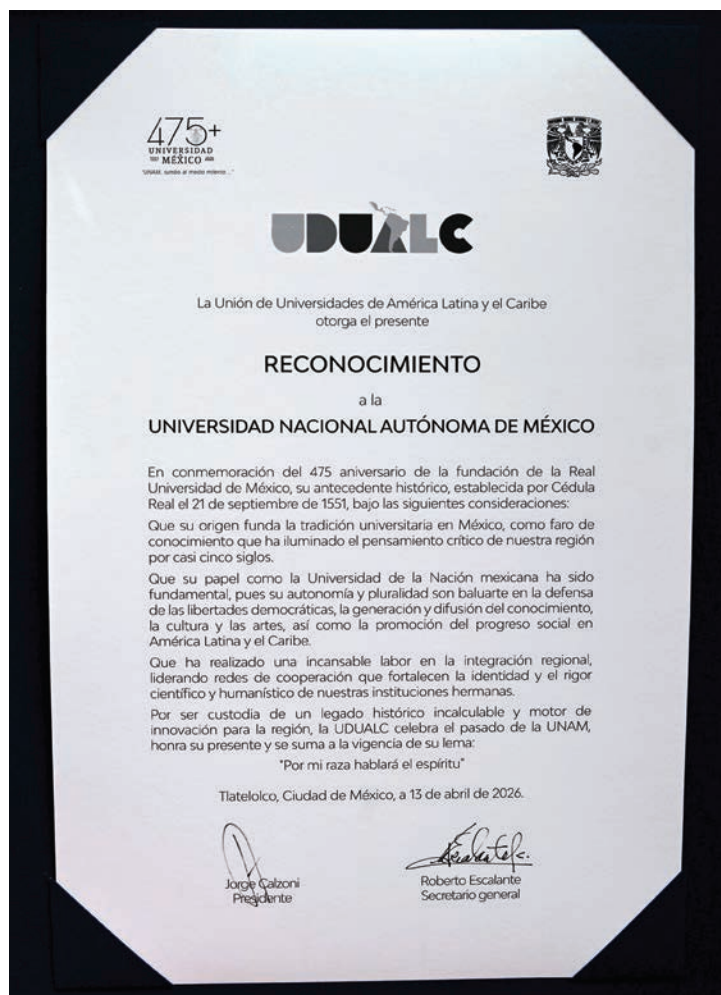 475+
UNIVERSIDAD
MÉXICO
UDUALC
La Unión de Universidades de América Latina y el Caribe
otorga el presente
RECONOCIMIENTO
a la
UNIVERSIDAD NACIONAL AUTÓNOMA DE MÉXICO
En conmemoración del 475 aniversario de la fundación de la Real
Universidad de México, su antecedente histórico, establecida por Cédula
Real el 21 de septiembre de 1551, bajo las siguientes consideraciones:
Que su origen funda la tradición universitaria en México, como faro de
conocimiento que ha iluminado el pensamiento crítico de nuestra región
por casi cinco siglos.
Que su papel como la Universidad de la Nación mexicana ha sido
fundamental, pues su autonomía y pluralidad son baluarte en la defensa
de las libertades democráticas, la generación y difusión del conocimiento,
la cultura y las artes, así como la promoción del progreso social en
América Latina y el Caribe.
Que ha realizado una incansable labor en la integración regional,
liderando redes de cooperación que fortalecen la identidad y el rigor
científico y humanístico de nuestras instituciones hermanas.
Por ser custodia de un legado histórico incalculable y motor de
innovación para la región, la UDUALC celebra el pasado de la UNAM,
honra su presente y se suma a la vigencia de su lema:
"Por mi raza hablará el espíritu"
Tlatelolco, Ciudad de México, a 13 de abril de 2026.
Jorge Calzoni
Presidente
Roberto Escalante
Secretario general